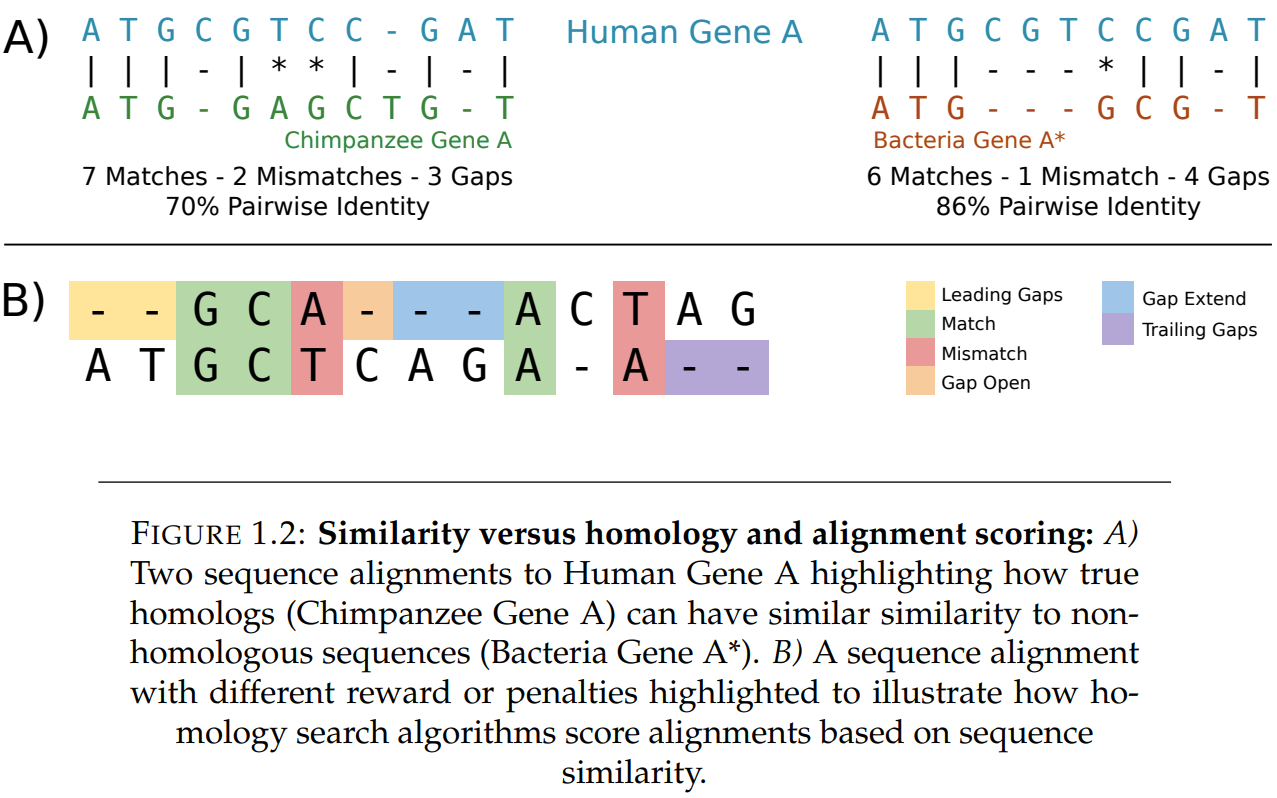 A) A T G C G T C C - G A T Human Gene A A T G C G T C C G A T
| | | - | * * | - | - | | | | - - - * | | - |
A T G - G A G C T G - T A T G - - - G C G - T
Chimpanzee Gene A Bacteria Gene A*
7 Matches - 2 Mismatches - 3 Gaps 6 Matches - 1 Mismatch - 4 Gaps
70% Pairwise Identity 86% Pairwise Identity
B) - - G C A - - - A C T A G
A T G C T C A G A - A - -
Leading Gaps
Match
Mismatch
Gap Open
Gap Extend
Trailing Gaps
FIGURE 1.2: Similarity versus homology and alignment scoring: A)
Two sequence alignments to Human Gene A highlighting how true
homologs (Chimpanzee Gene A) can have similar similarity to non-
homologous sequences (Bacteria Gene A*). B) A sequence alignment
with different reward or penalties highlighted to illustrate how ho-
mology search algorithms score alignments based on sequence
similarity.